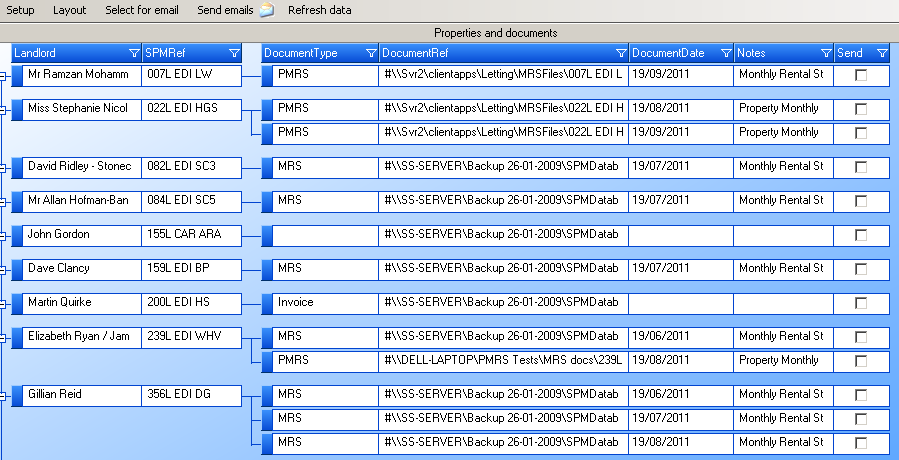 Setup Layout Select for email Send emails Refresh data
Properties and documents
Landlord SPMRef DocumentType DocumentRef DocumentDate Notes Send
Mr Ramzan Mohamm 007L EDI LW PMRS #\\Svr2\clientapps\Letting\MRSFiles\007L EDI L 19/09/2011 Monthly Rental St
Miss Stephanie Nicol 022L EDI HGS PMRS #\\Svr2\clientapps\Letting\MRSFiles\022L EDI H 19/08/2011 Property Monthly
PMRS #\\Svr2\clientapps\Letting\MRSFiles\022L EDI H 19/09/2011 Property Monthly
David Ridley - Stonec 082L EDI SC3 MRS #\\SS-SERVER\Backup 26-01-2009\SPMDatab 19/07/2011 Monthly Rental St
Mr Allan Hofman-Ban 084L EDI SC5 MRS #\\SS-SERVER\Backup 26-01-2009\SPMDatab 19/07/2011 Monthly Rental St
John Gordon 155L CAR ARA #\\SS-SERVER\Backup 26-01-2009\SPMDatab
Dave Clancy 159L EDI BP MRS #\\SS-SERVER\Backup 26-01-2009\SPMDatab 19/07/2011 Monthly Rental St
Martin Quirke 200L EDI HS Invoice #\\SS-SERVER\Backup 26-01-2009\SPMDatab
Elizabeth Ryan / Jam 239L EDI WHV MRS #\\SS-SERVER\Backup 26-01-2009\SPMDatab 19/06/2011 Monthly Rental St
PMRS #\\DELL-LAPTOP\PMRS Tests\MRS docs\239L 19/08/2011 Property Monthly
Gillian Reid 356L EDI DG MRS #\\SS-SERVER\Backup 26-01-2009\SPMDatab 19/06/2011 Monthly Rental St
MRS #\\SS-SERVER\Backup 26-01-2009\SPMDatab 19/07/2011 Monthly Rental St
MRS #\\SS-SERVER\Backup 26-01-2009\SPMDatab 19/08/2011 Monthly Rental St